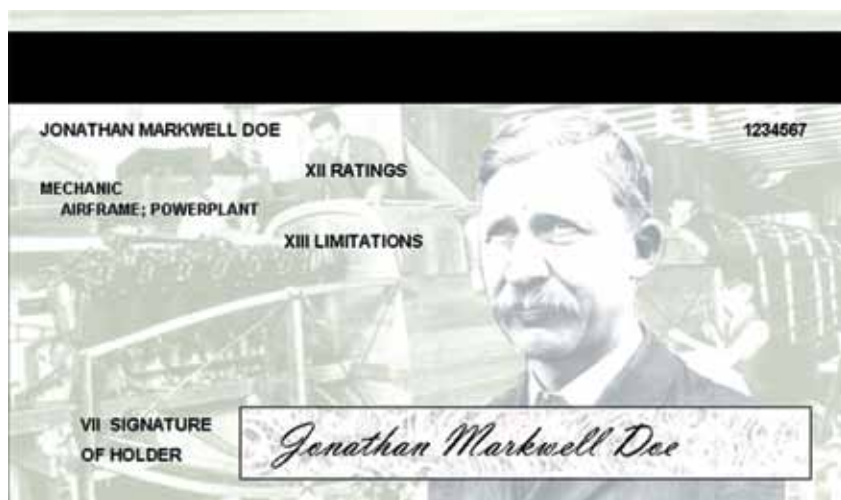 JONATHAN MARKWELL DOE 1234567
XII RATINGS
MECHANIC
AIRFRAME; POWERPLANT
XIII LIMITATIONS
VII SIGNATURE
OF HOLDER
Jonathan Markwell Doe